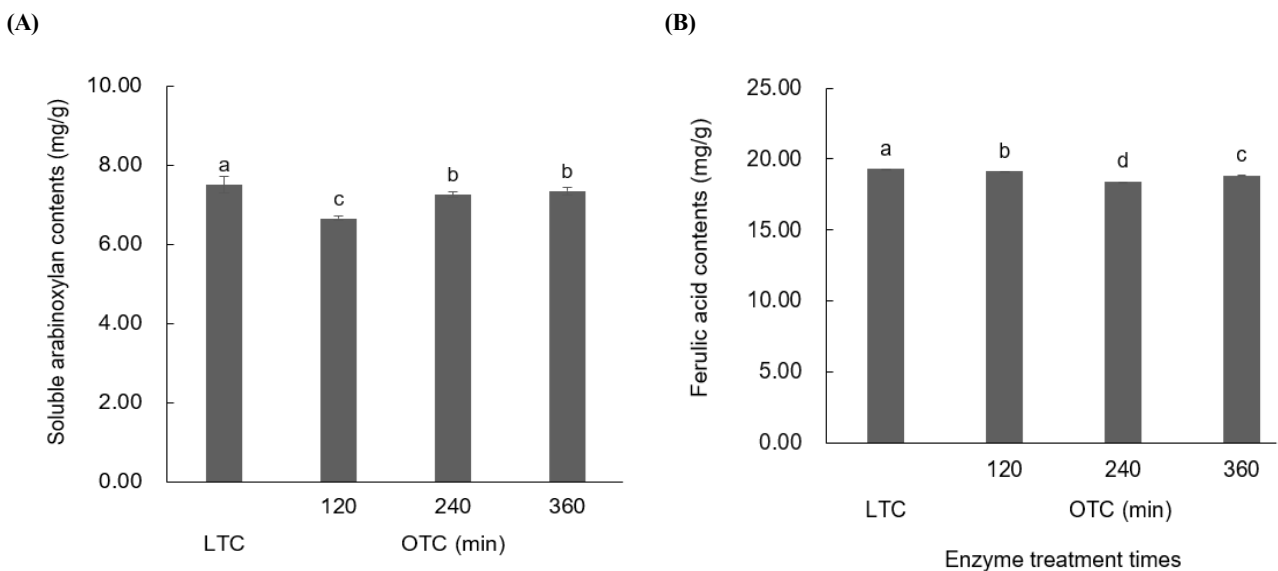 (A)
Soluble arabinoxylan contents (mg/g)
10.00
8.00
6.00
4.00
2.00
0.00
a
c
b
b
120
240
360
LTC
OTC (min)
(B)
Ferulic acid contents (mg/g)
25.00
20.00
15.00
10.00
5.00
0.00
a
b
d
c
120
240
360
LTC
OTC (min)
Enzyme treatment times